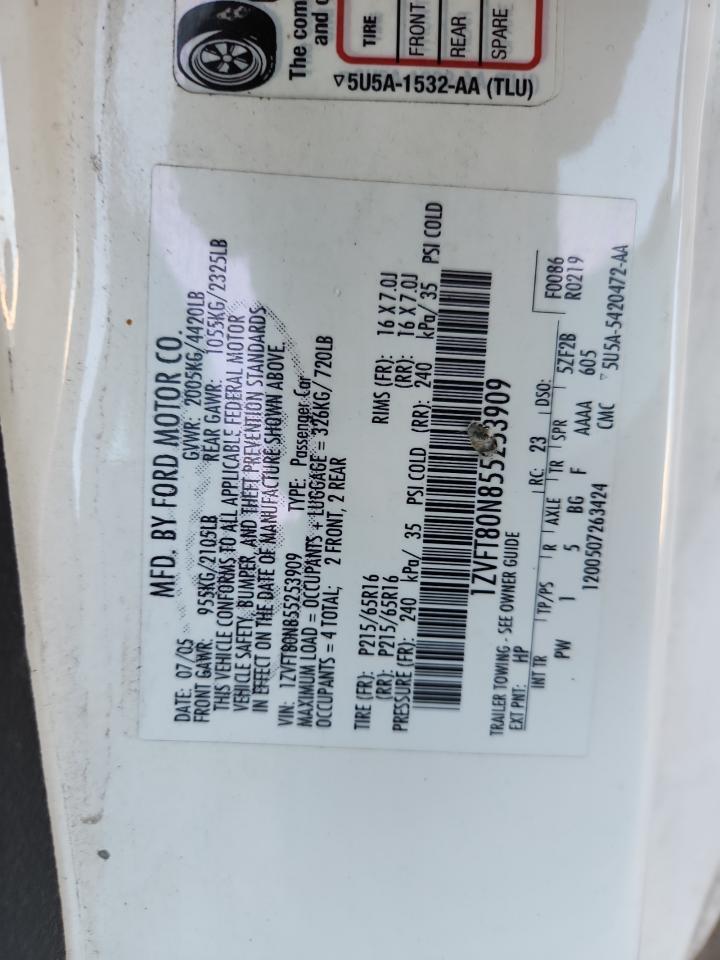 The com
and c
TIRE
FRONT
REAR
SPARE
▿5U5A-1532-AA (TLU)
MFD. BY FORD MOTOR CO.
DATE: 07/05 GVWR: 2005KG/4420LB
FRONT GAWR: 955KG/2105LB REAR GAWR: 1055KG/2325LB
THIS VEHICLE CONFORMS TO ALL APPLICABLE FEDERAL MOTOR
VEHICLE SAFETY, BUMPER, AND THEFT PREVENTION STANDARDS
IN EFFECT ON THE DATE OF MANUFACTURE SHOWN ABOVE.
VIN: 1ZVFT80N855253909 TYPE: Passenger Car
MAXIMUM LOAD = OCCUPANTS + LUGGAGE = 326KG/720LB
OCCUPANTS = 4 TOTAL; 2 FRONT, 2 REAR
TIRE (FR): P215/65R16 RIMS (FR): 16 X 7.0J
(RR): P215/65R16 (RR): 16 X 7.0J
PRESSURE (FR): 240 kPa/ 35 PSI COLD (RR): 240 kPa/ 35 PSI COLD
1ZVFT80N855253909
TRAILER TOWING - SEE OWNER GUIDE
EXT PNT: HP RC: 23 DSO: F0086
R0219
INT TR TP/PS R AXLE TR SPR 5ZF2B
PW 1 5 BG F AAAA 605
1200507263424 CMC ▿5U5A-5420472-AA